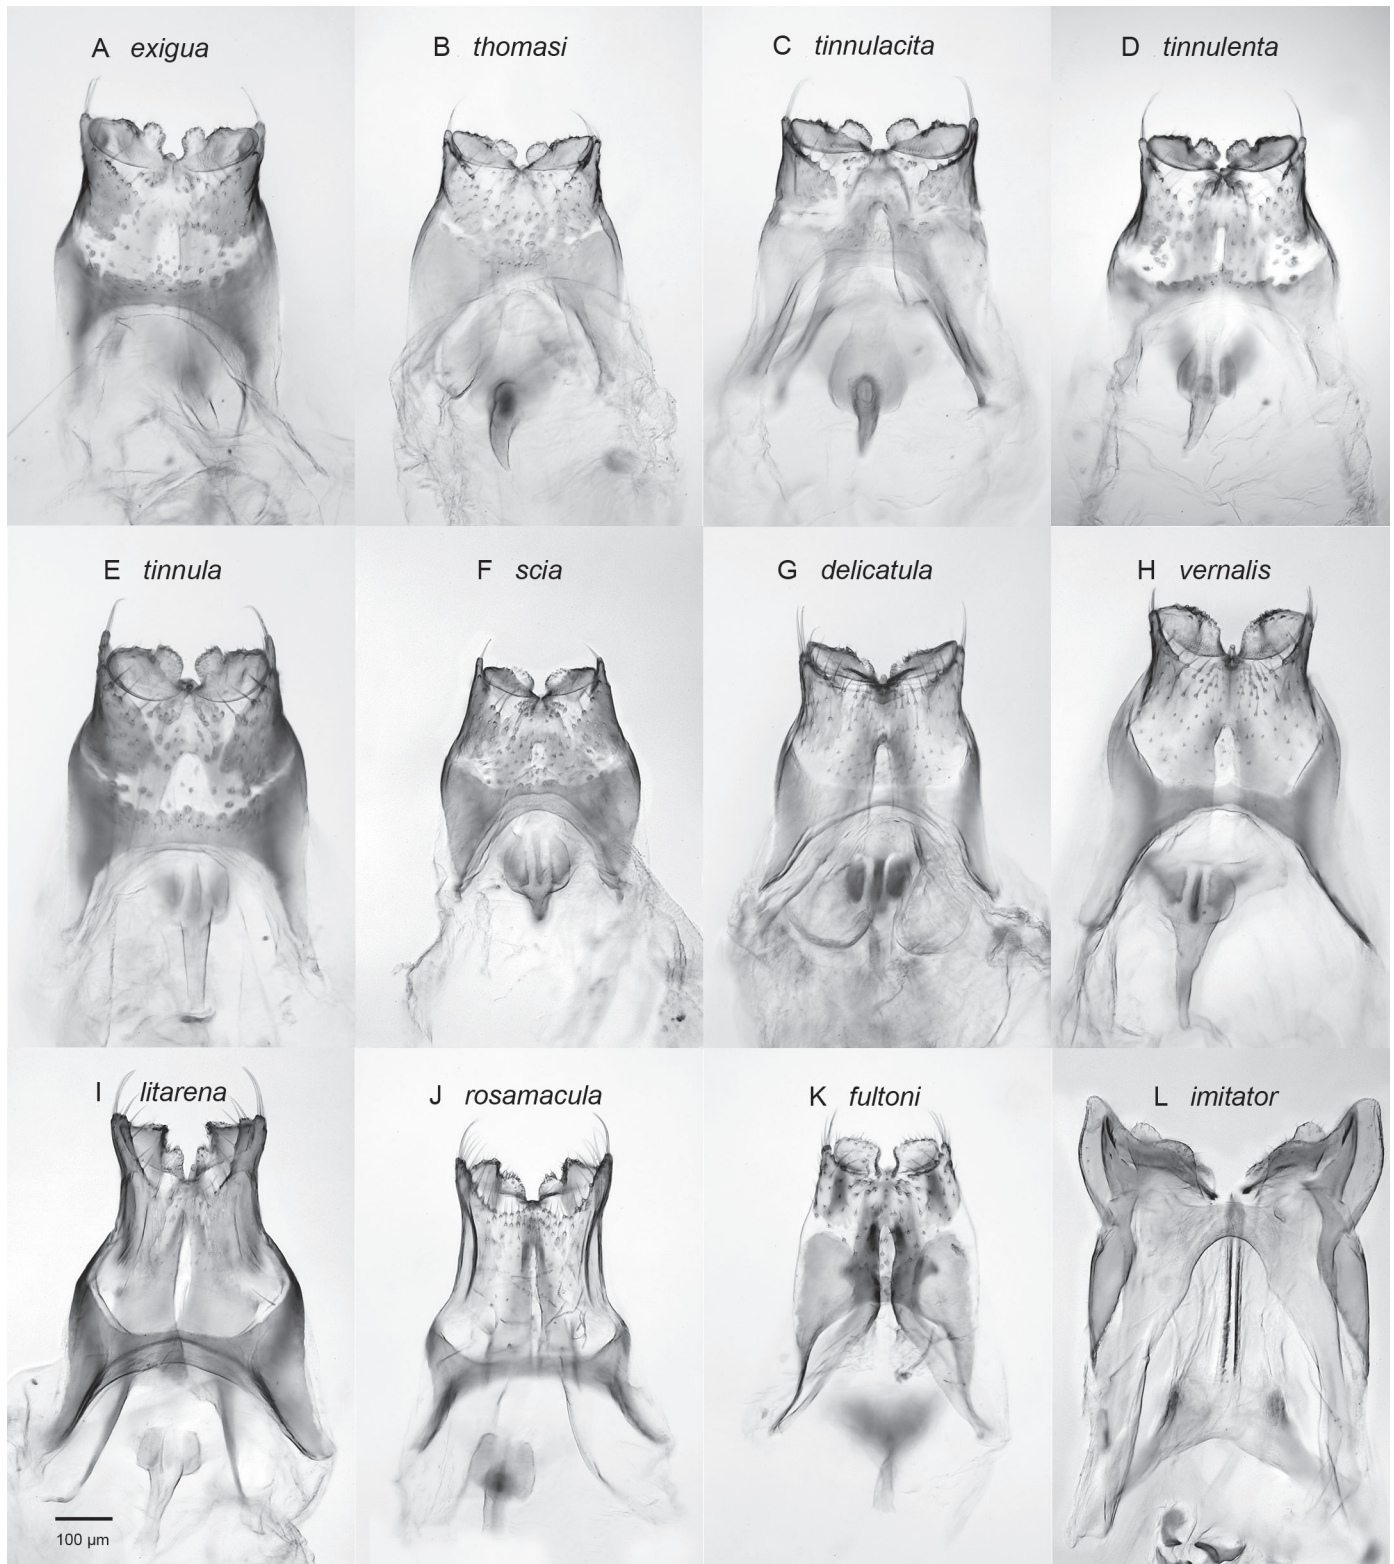 A exigua
B thomasi
C tinnulacita
D tinnulenta
E tinnula
F scia
G delicatula
H vernalis
I litarena
J rosamacula
K fultoni
L imitator
100 µm